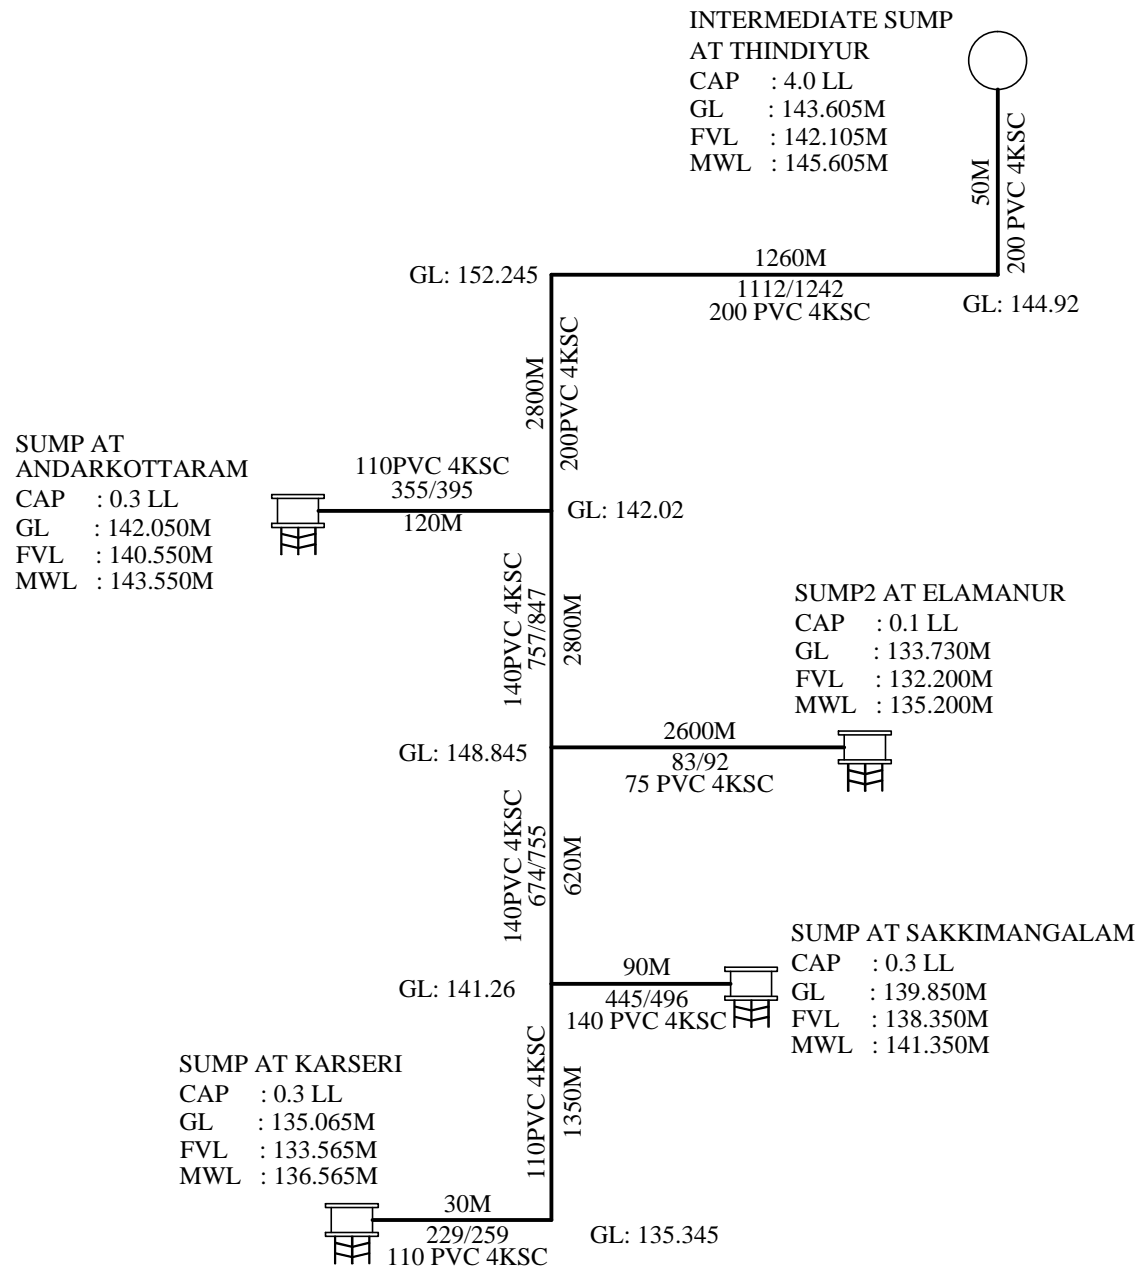 INTERMEDIATE SUMP
AT THINDIYUR
CAP : 4.0 LL
GL : 143.605M
FVL : 142.105M
MWL : 145.605M
50M
200 PVC 4KSC
1260M
1112/1242
200 PVC 4KSC
GL: 152.245
GL: 144.92
2800M
200PVC 4KSC
SUMP AT
ANDARKOTTARAM
CAP : 0.3 LL
GL : 142.050M
FVL : 140.550M
MWL : 143.550M
110PVC 4KSC
355/395
120M
GL: 142.02
140PVC 4KSC
757/847
2800M
SUMP2 AT ELAMANUR
CAP : 0.1 LL
GL : 133.730M
FVL : 132.200M
MWL : 135.200M
GL: 148.845
2600M
83/92
75 PVC 4KSC
140PVC 4KSC
674/755
620M
SUMP AT SAKKIMANGALAM
CAP : 0.3 LL
GL : 139.850M
FVL : 138.350M
MWL : 141.350M
GL: 141.26
90M
445/496
140 PVC 4KSC
110PVC 4KSC
1350M
SUMP AT KARSERI
CAP : 0.3 LL
GL : 135.065M
FVL : 133.565M
MWL : 136.565M
30M
229/259
110 PVC 4KSC
GL: 135.345